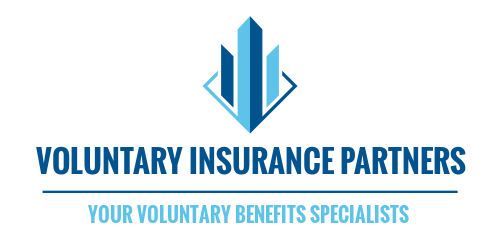 VOLUNTARY INSURANCE PARTNERS
YOUR VOLUNTARY BENEFITS SPECIALISTS